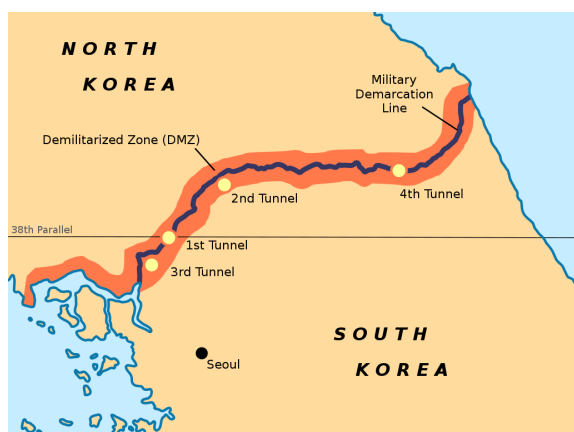 NORTH
KOREA
Military
Demarcation
Line
Demilitarized Zone (DMZ)
2nd Tunnel
4th Tunnel
38th Parallel
1st Tunnel
3rd Tunnel
SOUTH
KOREA
Seoul